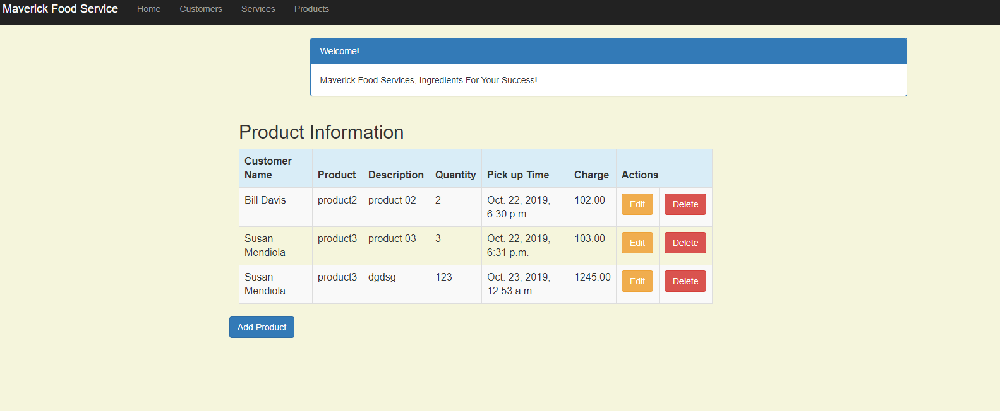 Maverick Food Service Home Customers Services Products
Welcome!
Maverick Food Services, Ingredients For Your Success!.
Product Information
Customer
Name Product Description Quantity Pick up Time Charge Actions
Bill Davis product2 product 02 2 Oct. 22, 2019, 102.00 Edit Delete
6:30 p.m.
Susan product3 product 03 3 Oct. 22, 2019, 103.00 Edit Delete
Mendiola 6:31 p.m.
Susan product3 dgdsg 123 Oct. 23, 2019, 1245.00 Edit Delete
Mendiola 12:53 a.m.
Add Product